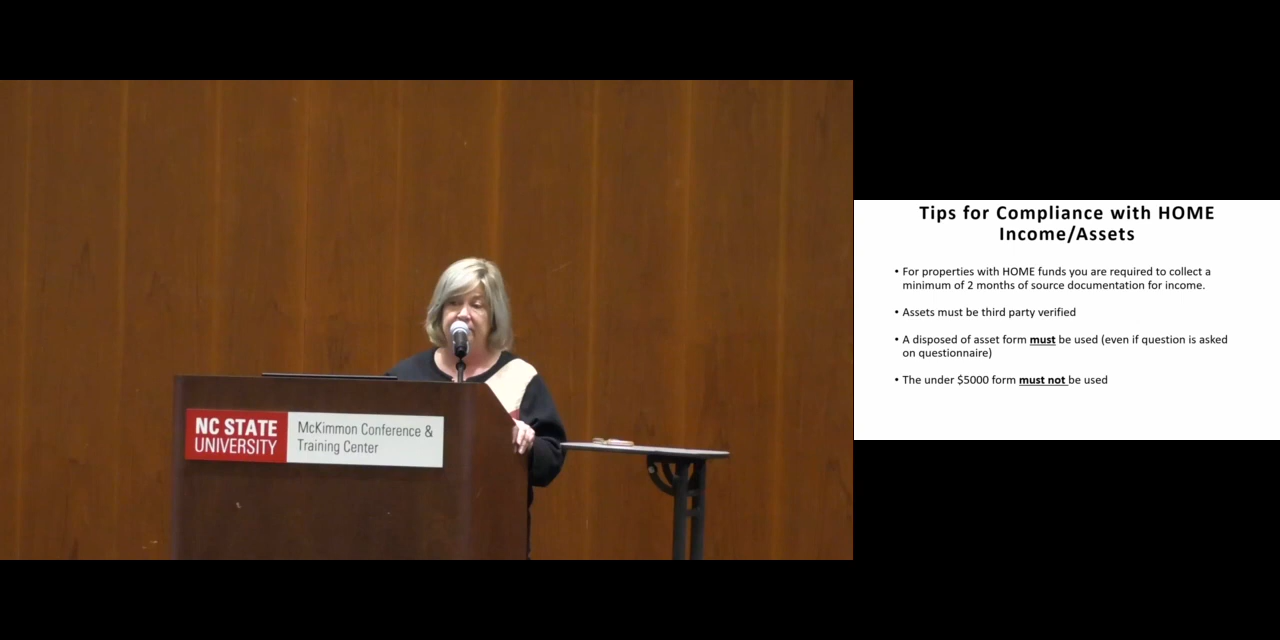 NC STATE
UNIVERSITY
McKimmon Conference &
Training Center
Tips for Compliance with HOME
Income/Assets
• For properties with HOME funds you are required to collect a
minimum of 2 months of source documentation for income.
• Assets must be third party verified
• A disposed of asset form must be used (even if question is asked
on questionnaire)
• The under $5000 form must not be used